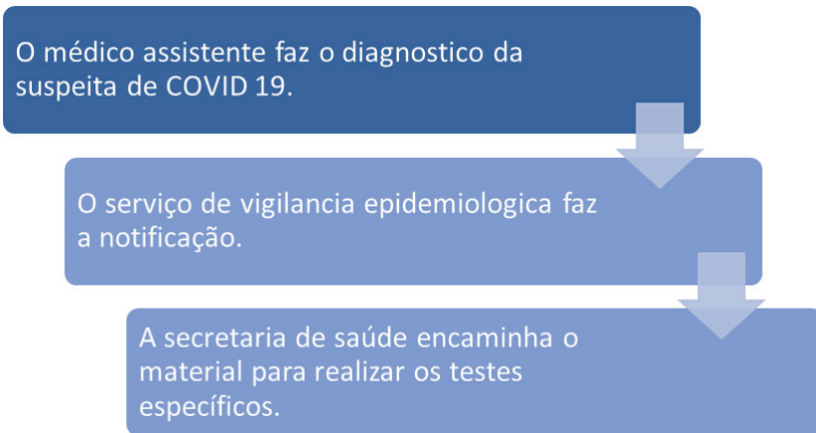 O médico assistente faz o diagnostico da
suspeita de COVID 19.
O serviço de vigilancia epidemiologica faz
a notificação.
A secretaria de saúde encaminha o
material para realizar os testes
específicos.